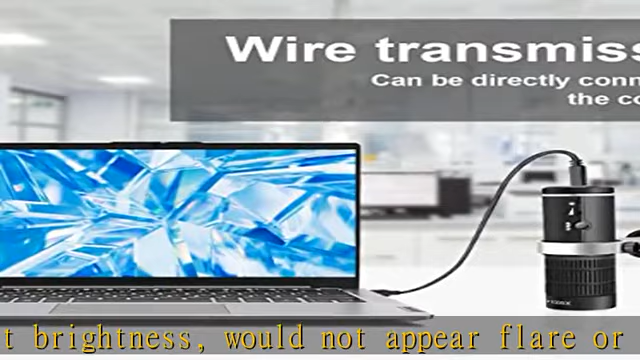 Wire transmiss
Can be directly conn
the co
t brightness, would not appear flare or